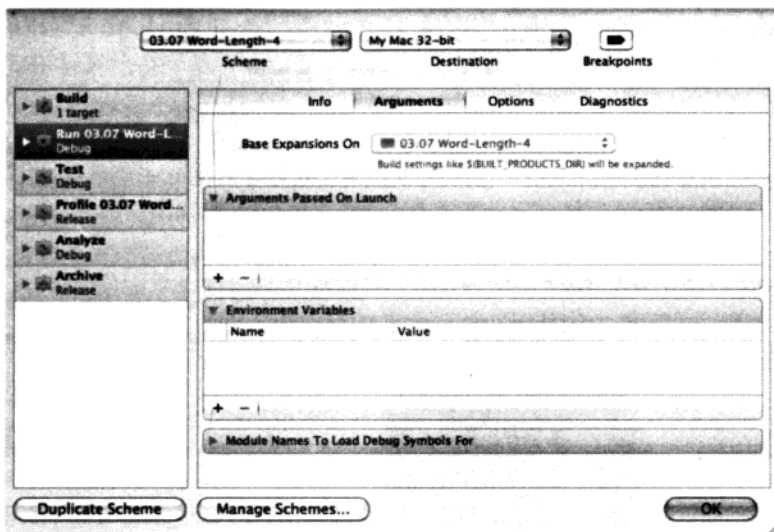 03.07 Word-Length-4
My Mac 32-bit
Scheme
Destination
Breakpoints
Build
1 target
Run 03.07 Word-L...
Debug
Test
Debug
Profile 03.07 Word...
Release
Analyze
Debug
Archive
Release
Info
Arguments
Options
Diagnostics
Base Expansions On
03.07 Word-Length-4
Build settings like $(BUILT_PRODUCTS_DIR) will be expanded.
Arguments Passed On Launch
+ -
Environment Variables
Name
Value
+ -
Module Names To Load Debug Symbols For
Duplicate Scheme
Manage Schemes...
OK